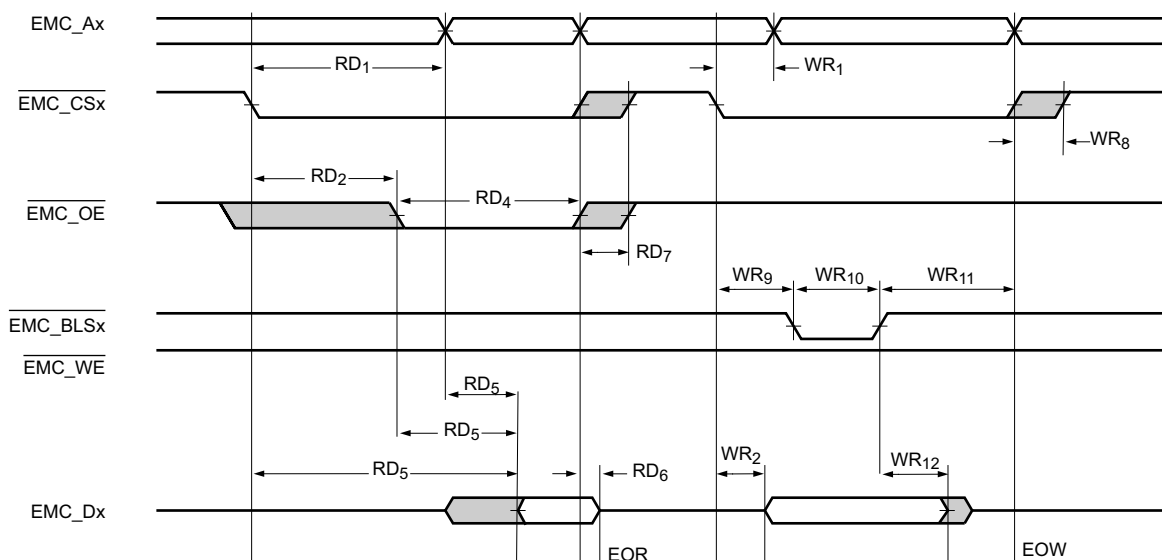 EMC_Ax
RD1
WR1
EMC_CSx
WR8
RD2
EMC_OE
RD4
RD7
WR9
WR10
WR11
EMC_BLSx
EMC_WE
RD5
RD5
RD5
RD6
WR2
WR12
EMC_Dx
EOR
EOW